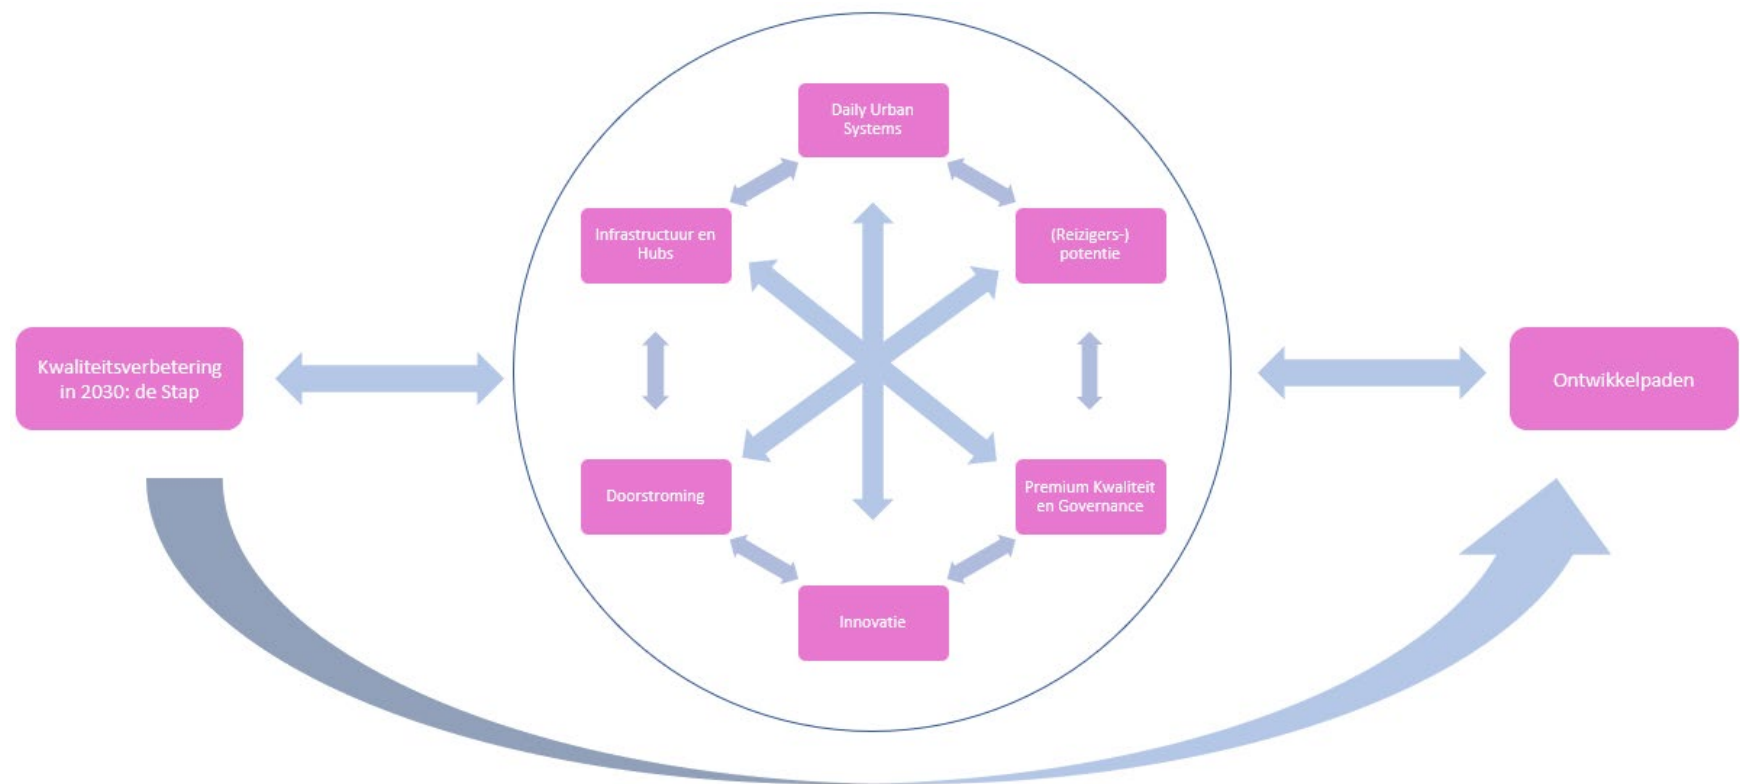 Daily Urban
Systems
Infrastructuur en
Hubs
(Reizigers-)
potentie
Kwaliteitsverbetering
in 2030: de Stap
Ontwikkelpaden
Doorstroming
Premium Kwaliteit
en Governance
Innovatie